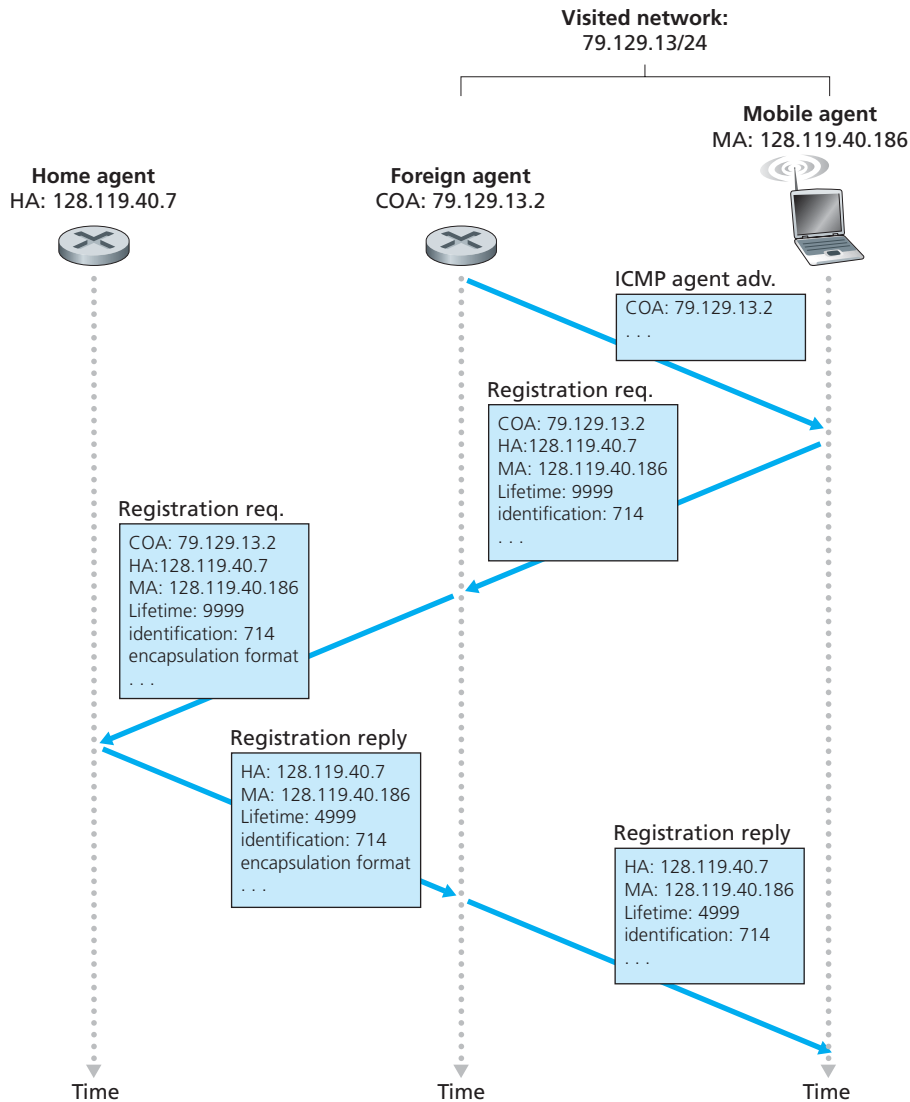 Visited network:
79.129.13/24
Mobile agent
MA: 128.119.40.186
Home agent
HA: 128.119.40.7
Foreign agent
COA: 79.129.13.2
ICMP agent adv.
COA: 79.129.13.2
. . .
Registration req.
COA: 79.129.13.2
HA:128.119.40.7
MA: 128.119.40.186
Lifetime: 9999
identification: 714
. . .
Registration req.
COA: 79.129.13.2
HA:128.119.40.7
MA: 128.119.40.186
Lifetime: 9999
identification: 714
encapsulation format
. . .
Registration reply
HA: 128.119.40.7
MA: 128.119.40.186
Lifetime: 4999
identification: 714
encapsulation format
. . .
Registration reply
HA: 128.119.40.7
MA: 128.119.40.186
Lifetime: 4999
identification: 714
. . .
Time
Time
Time